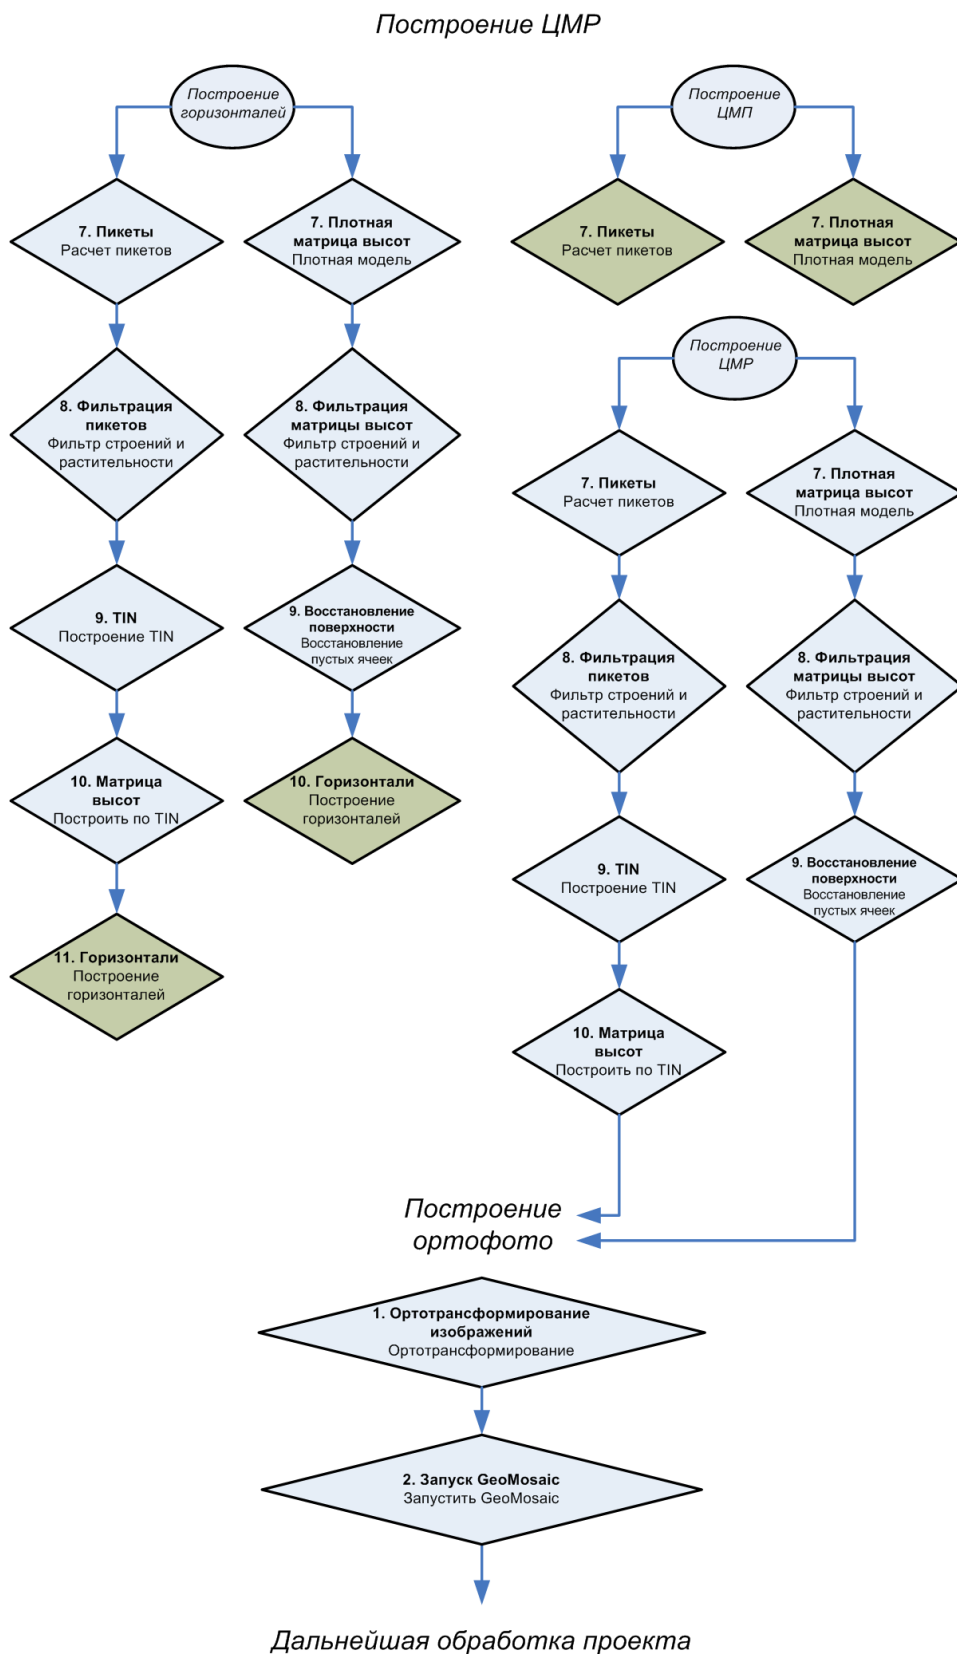 Построение ЦМР
Построение
горизонталей
7. Пикеты
Расчет пикетов
7. Плотная
матрица высот
Плотная модель
8. Фильтрация
пикетов
Фильтр строений и
растительности
8. Фильтрация
матрицы высот
Фильтр строений и
растительности
9. TIN
Построение TIN
9. Восстановление
поверхности
Восстановление
пустых ячеек
10. Матрица
высот
Построить по TIN
10. Горизонтали
Построение
горизонталей
11. Горизонтали
Построение
горизонталей
Построение
ЦМП
7. Пикеты
Расчет пикетов
7. Плотная
матрица высот
Плотная модель
Построение
ЦМР
7. Пикеты
Расчет пикетов
7. Плотная
матрица высот
Плотная модель
8. Фильтрация
пикетов
Фильтр строений и
растительности
8. Фильтрация
матрицы высот
Фильтр строений и
растительности
9. TIN
Построение TIN
9. Восстановление
поверхности
Восстановление
пустых ячеек
10. Матрица
высот
Построить по TIN
Построение
ортофото
1. Ортотрансформирование
изображений
Ортотрансформирование
2. Запуск GeoMosaic
Запустить GeoMosaic
Дальнейшая обработка проекта